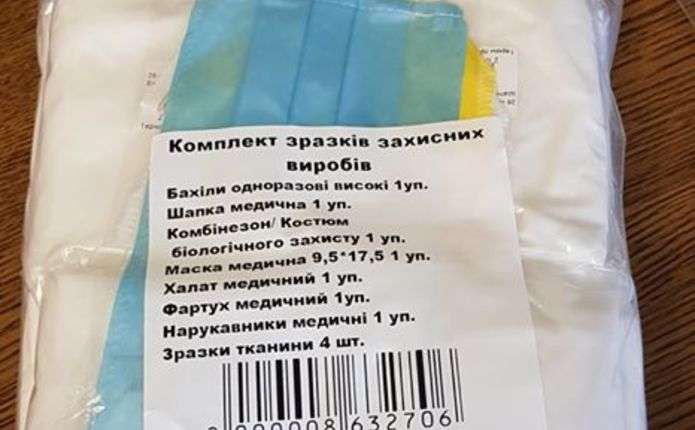 Комплект зразків захисних
виробів
Бахіли одноразові високі 1уп.
Шапка медична 1 уп.
Комбінезон/ Костюм
біологічного захисту 1 уп.
Маска медична 9,5*17,5 1 уп.
Халат медичний 1 уп.
Фартух медичний 1уп.
Нарукавники медичні 1 уп.
Зразки тканини 4 шт.
000008 632706